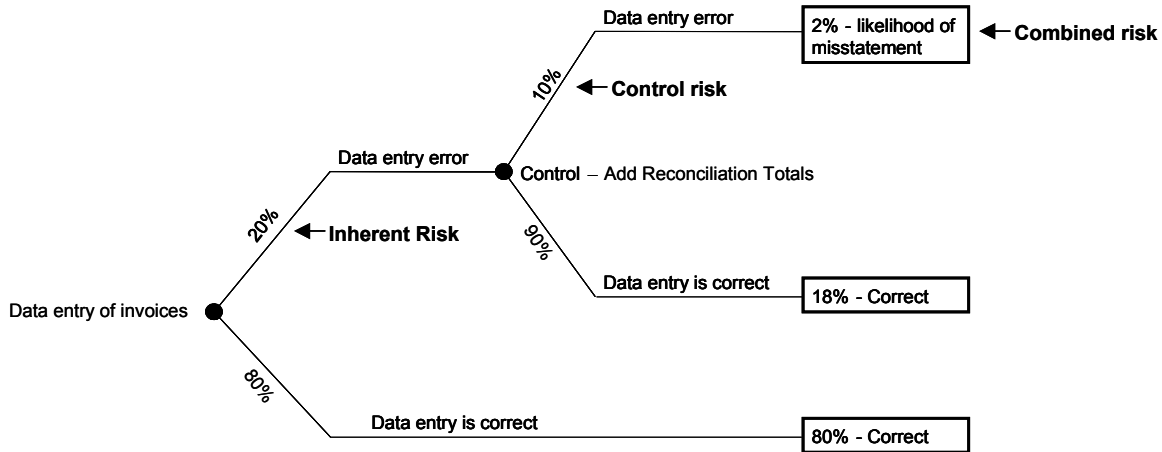 Data entry error
2% - likelihood of
misstatement
Combined risk
10%
Control risk
Data entry error
Control – Add Reconciliation Totals
20%
Inherent Risk
90%
Data entry is correct
18% - Correct
Data entry of invoices
80%
Data entry is correct
80% - Correct